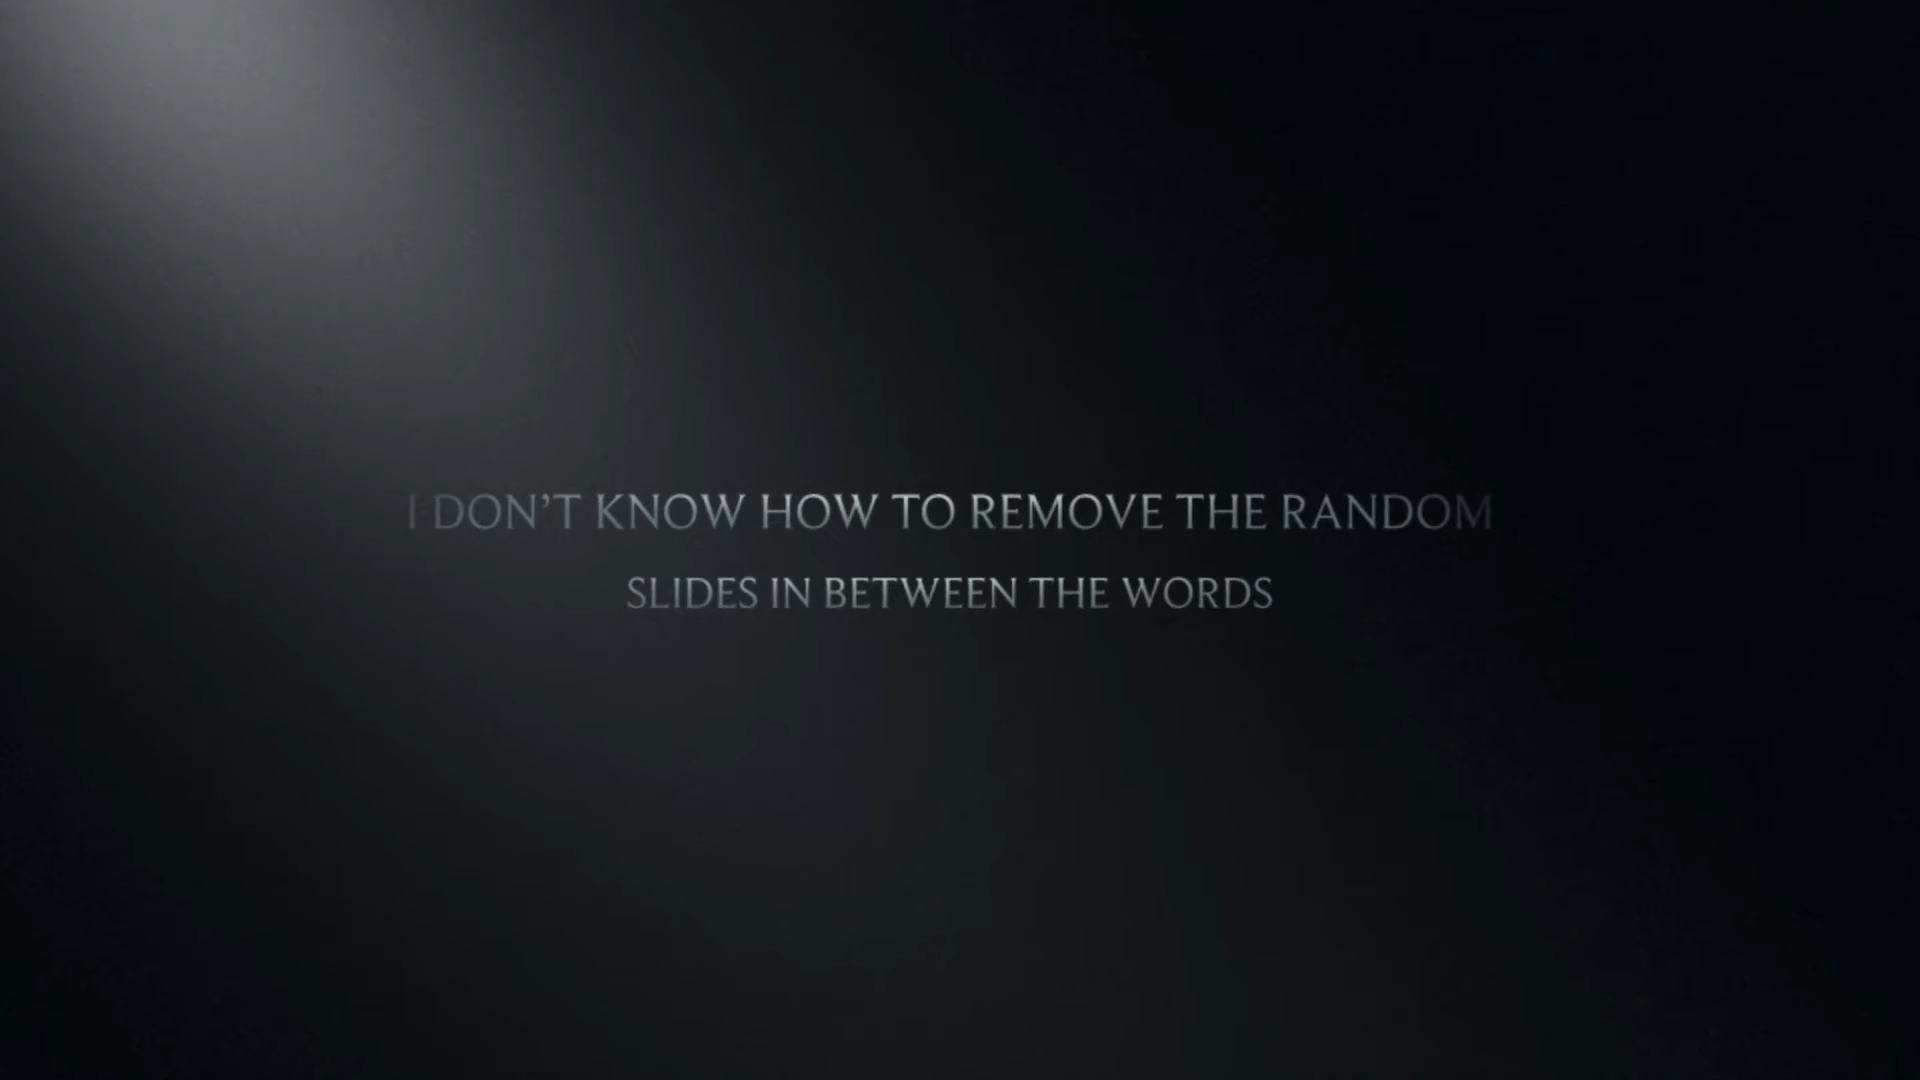 I DON’T KNOW HOW TO REMOVE THE RANDOM
SLIDES IN BETWEEN THE WORDS